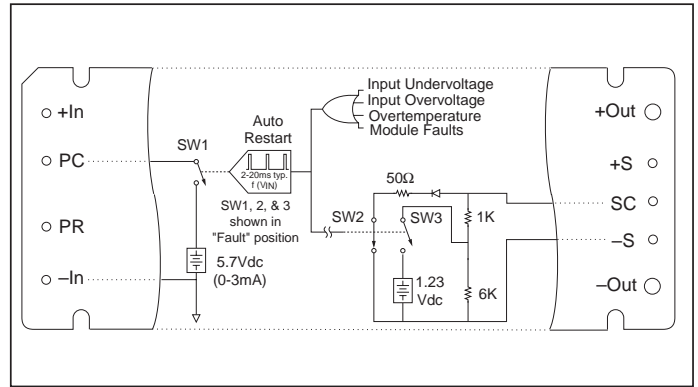 +In
PC
PR
–In
SW1
Auto
Restart
2-20ms typ.
f (VIN)
SW1, 2, & 3
shown in
"Fault" position
5.7Vdc
(0-3mA)
Input Undervoltage
Input Overvoltage
Overtemperature
Module Faults
50Ω
SW2
SW3
1K
1.23
Vdc
6K
+Out
+S
SC
–S
–Out